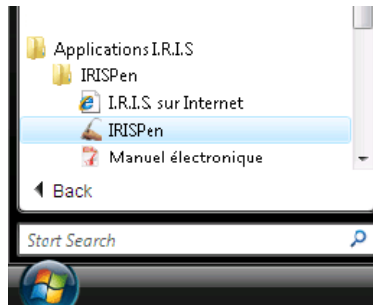 Applications I.R.I.S
IRISPen
I.R.I.S. sur Internet
IRISPen
Manuel électronique
Back
Start Search